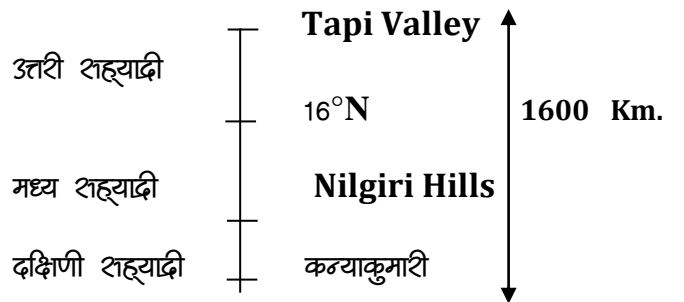 Tapi Valley
उत्तरी सह्याद्री
16°N 1600 Km.
मध्य सह्याद्री Nilgiri Hills
दक्षिणी सह्याद्री कन्याकुमारी